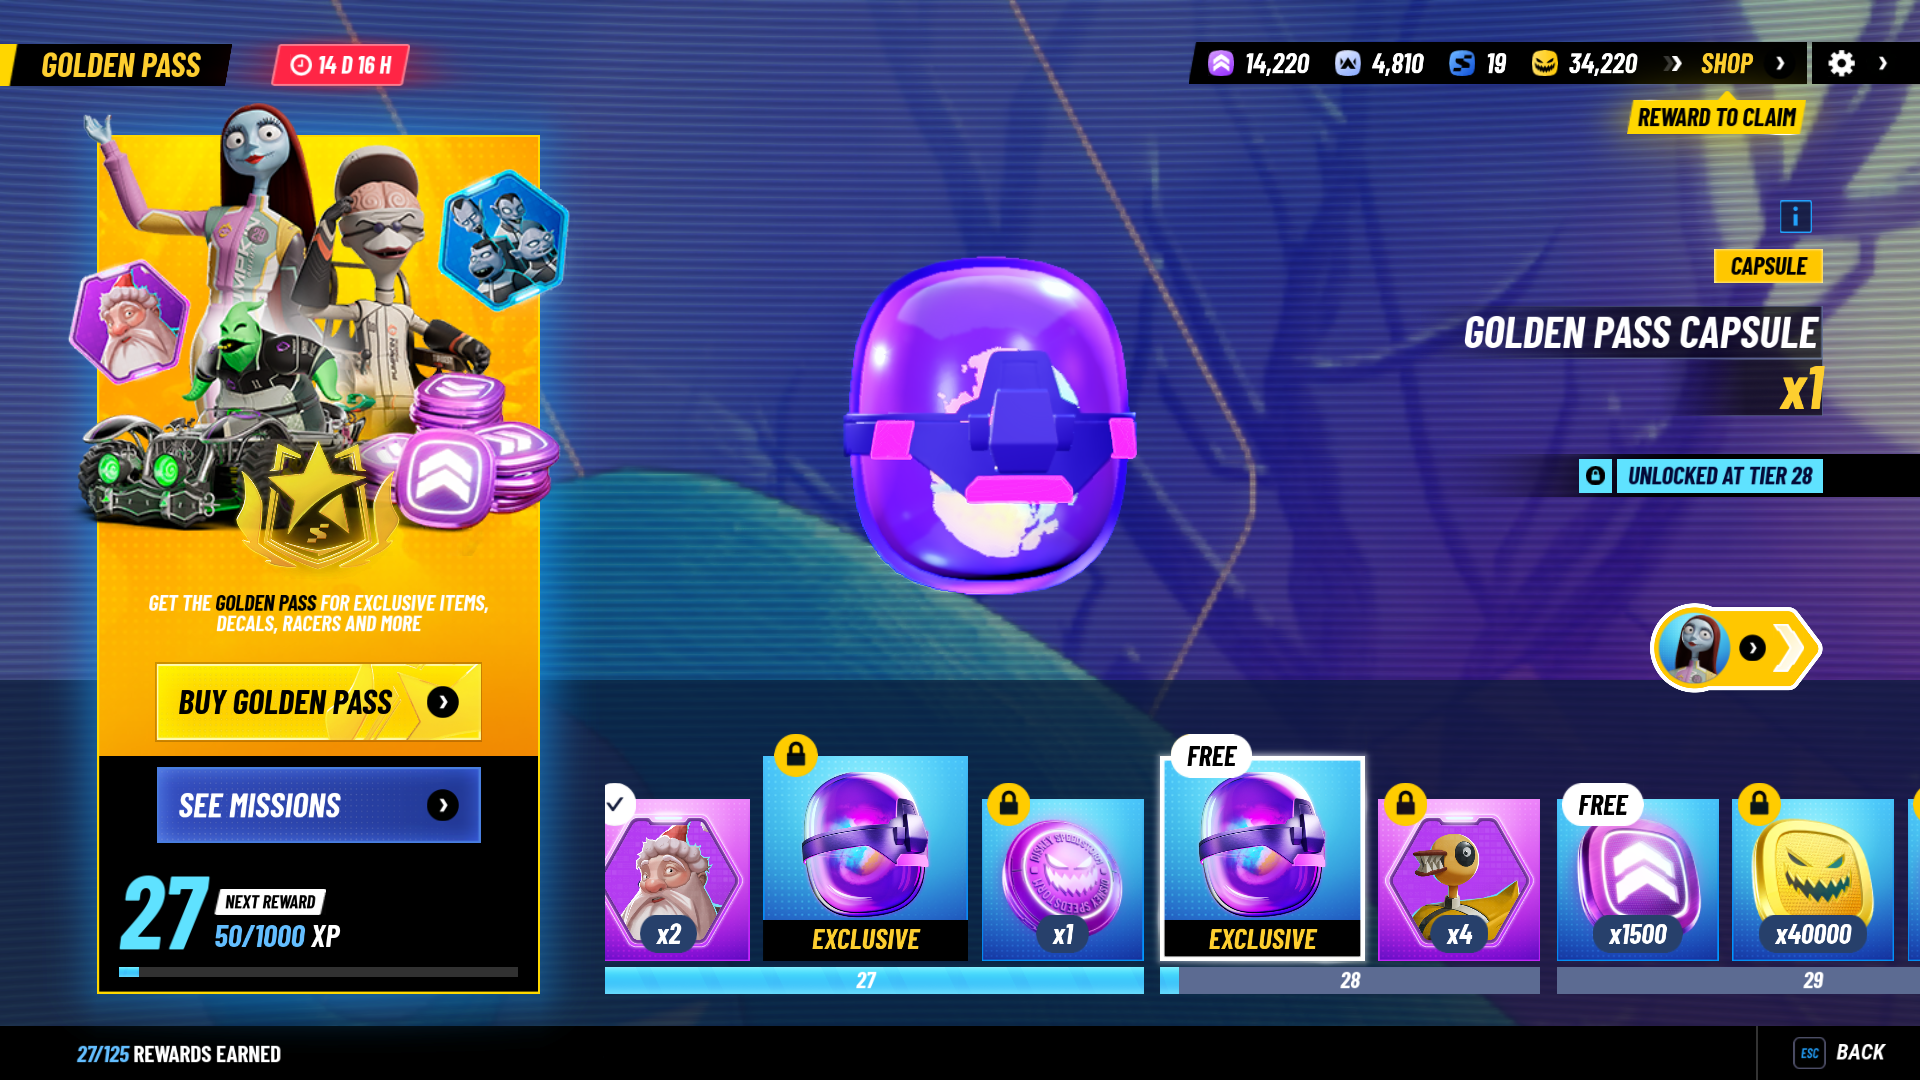 GOLDEN PASS
14 D 16 H
14,220
4,810
19
34,220
SHOP
REWARD TO CLAIM
i
CAPSULE
GOLDEN PASS CAPSULE
x1
UNLOCKED AT TIER 28
GET THE GOLDEN PASS FOR EXCLUSIVE ITEMS,
DECALS, RACERS AND MORE
BUY GOLDEN PASS
SEE MISSIONS
27
NEXT REWARD
50/1000 XP
x2
EXCLUSIVE
x1
FREE
EXCLUSIVE
x4
FREE
x1500
x40000
27
28
29
27/125 REWARDS EARNED
ESC
BACK